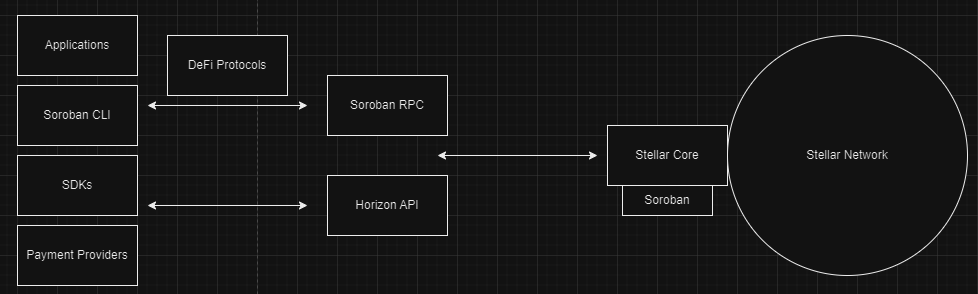 Applications
DeFi Protocols
Soroban CLI
Soroban RPC
SDKs
Horizon API
Payment Providers
Stellar Core
Soroban
Stellar Network